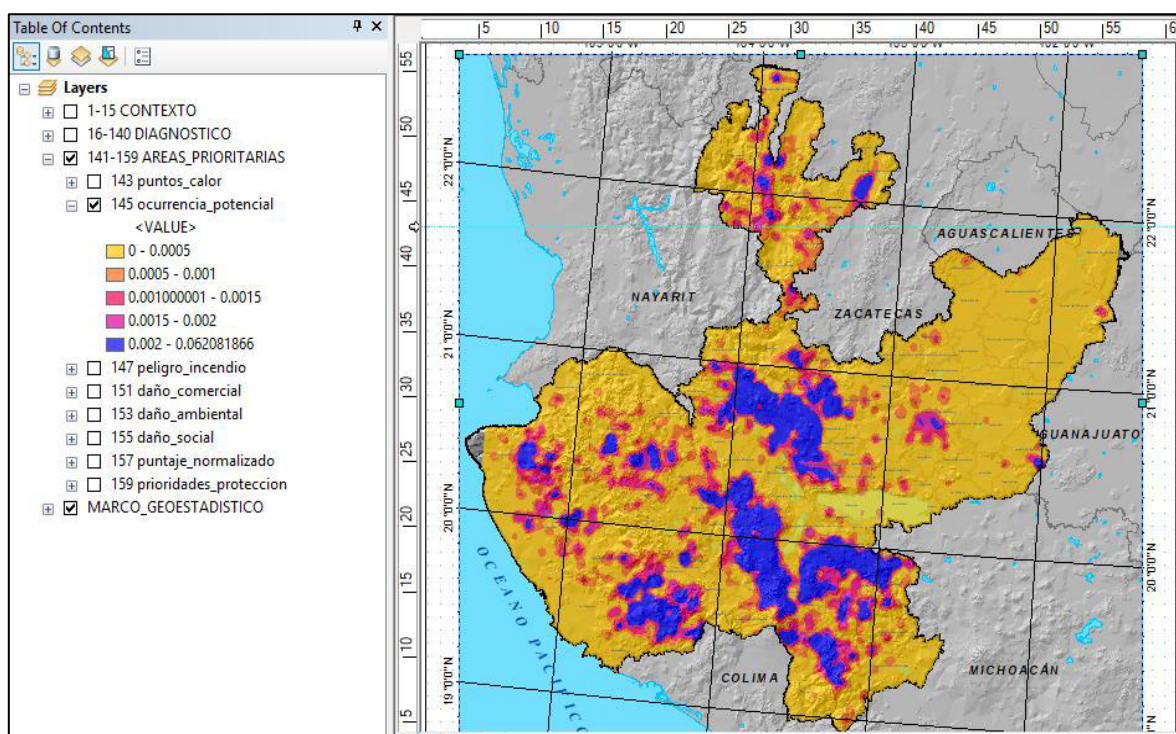 Table Of Contents
Layers
1-15 CONTEXTO
16-140 DIAGNOSTICO
141-159 AREAS_PRIORITARIAS
143 puntos_calor
145 ocurrencia_potencial
<VALUE>
0 - 0.0005
0.0005 - 0.001
0.001000001 - 0.0015
0.0015 - 0.002
0.002 - 0.062081866
147 peligro_incendio
151 daño_comercial
153 daño_ambiental
155 daño_social
157 puntaje_normalizado
159 prioridades_proteccion
MARCO_GEOESTADISTICO
5 10 15 20 25 30 35 40 45 50 55
55
50
45
40
35
30
25
20
15
10
15
22°0'0"N
21°0'0"N
20°0'0"N
19°0'0"N
22°0'0"N
21°0'0"N
20°0'0"N
AGUASCALIENTES
NAYARIT
ZACATECAS
GUANAJUATO
OCEANO PACIFICO
COLIMA
MICHOACÁN